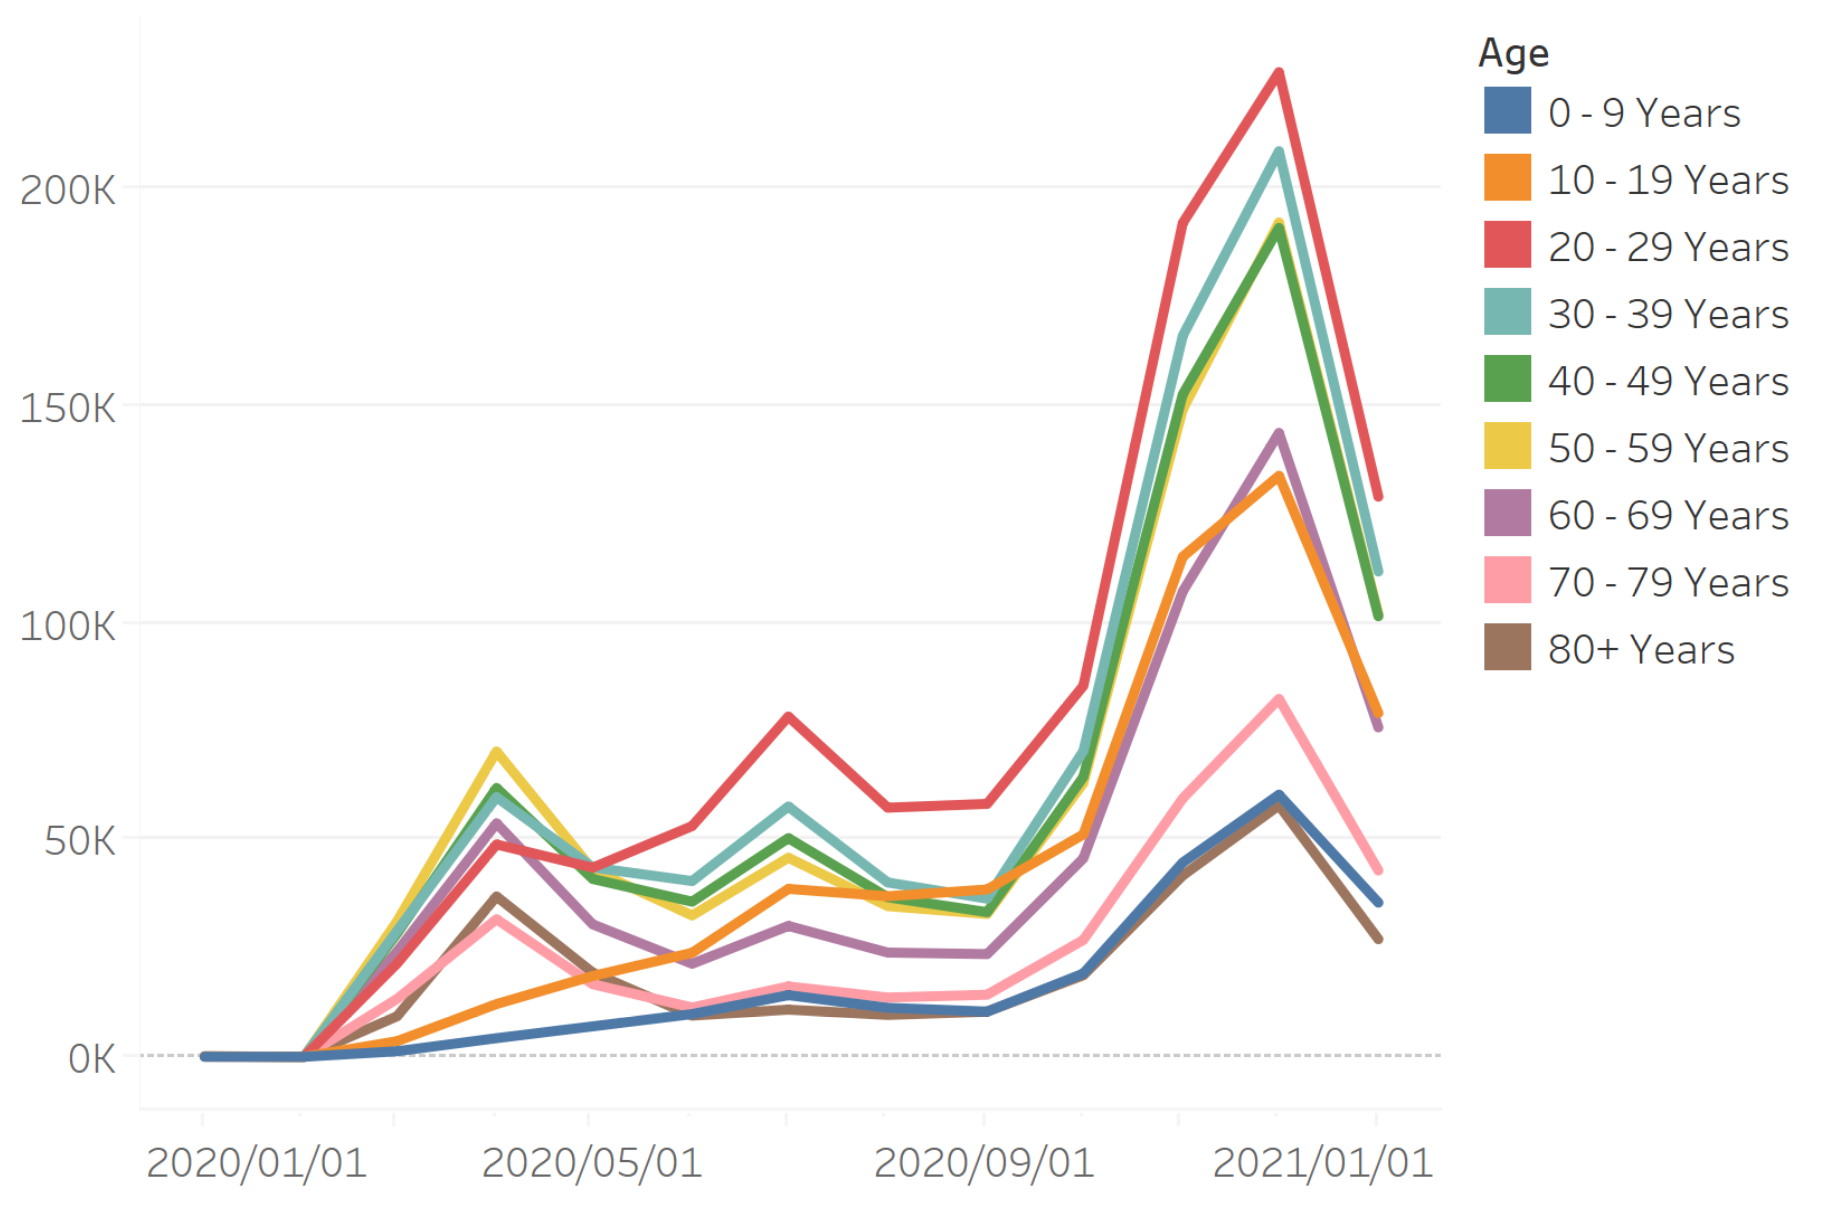 200K
150K
100K
50K
0K
2020/01/01
2020/05/01
2020/09/01
2021/01/01
Age
0 - 9 Years
10 - 19 Years
20 - 29 Years
30 - 39 Years
40 - 49 Years
50 - 59 Years
60 - 69 Years
70 - 79 Years
80+ Years